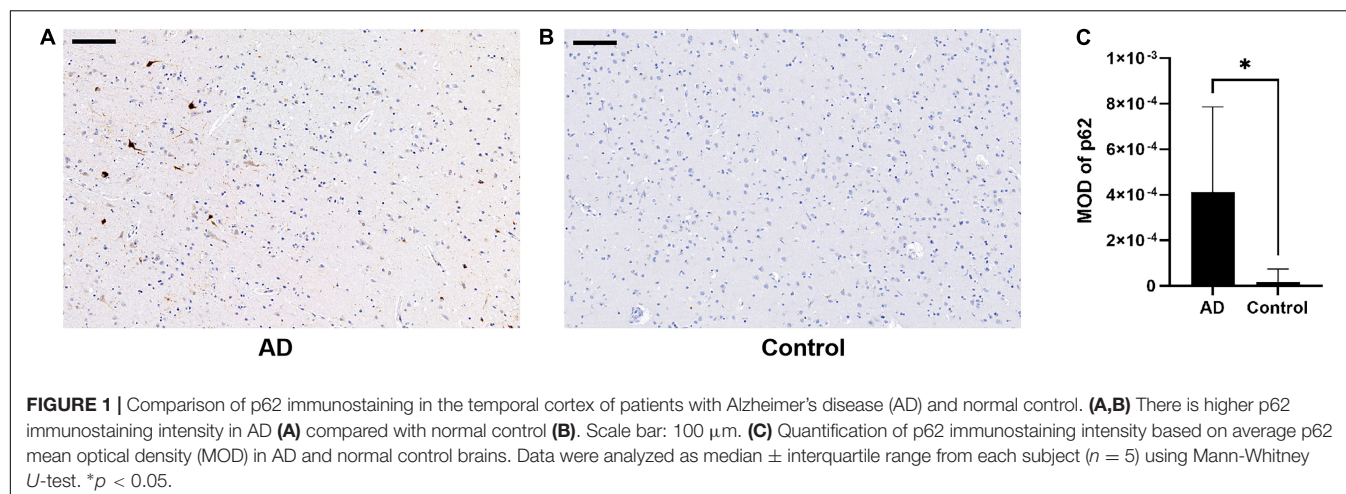 A
B
C
1×10⁻³
8×10⁻⁴
6×10⁻⁴
4×10⁻⁴
2×10⁻⁴
0
MOD of p62
*
AD Control
AD
Control
FIGURE 1 | Comparison of p62 immunostaining in the temporal cortex of patients with Alzheimer's disease (AD) and normal control. (A,B) There is higher p62
immunostaining intensity in AD (A) compared with normal control (B). Scale bar: 100 μm. (C) Quantification of p62 immunostaining intensity based on average p62
mean optical density (MOD) in AD and normal control brains. Data were analyzed as median ± interquartile range from each subject (n = 5) using Mann-Whitney
U-test. *p < 0.05.